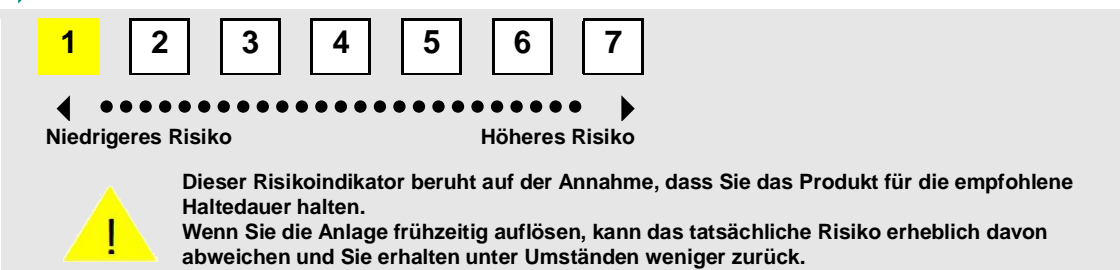 1 2 3 4 5 6 7
Niedrigeres Risiko Höheres Risiko
Dieser Risikoindikator beruht auf der Annahme, dass Sie das Produkt für die empfohlene
Haltedauer halten.
! Wenn Sie die Anlage frühzeitig auflösen, kann das tatsächliche Risiko erheblich davon
abweichen und Sie erhalten unter Umständen weniger zurück.